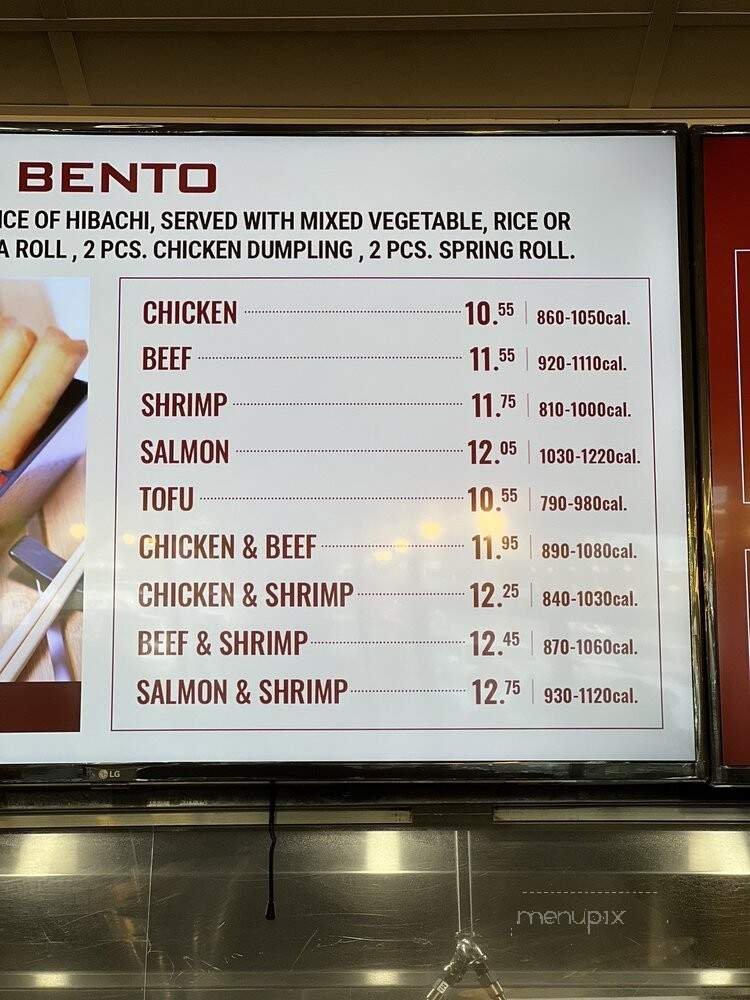 BENTO
OF HIBACHI, SERVED WITH MIXED VEGETABLE, RICE OR
ROLL , 2 PCS. CHICKEN DUMPLING , 2 PCS. SPRING ROLL.
CHICKEN 10.55 860-1050cal.
BEEF 11.55 920-1110cal.
SHRIMP 11.75 810-1000cal.
SALMON 12.05 1030-1220cal.
TOFU 10.55 790-980cal.
CHICKEN & BEEF 11.95 890-1080cal.
CHICKEN & SHRIMP 12.25 840-1030cal.
BEEF & SHRIMP 12.45 870-1060cal.
SALMON & SHRIMP 12.75 930-1120cal.
LG
menupix